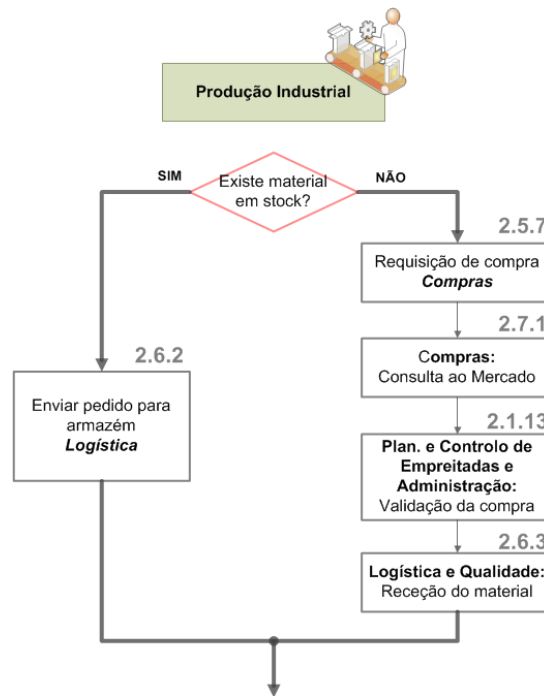 Produção Industrial
SIM
NÃO
Existe material
em stock?
2.5.7
Requisição de compra
Compras
2.7.1
Compras:
Consulta ao Mercado
2.6.2
Enviar pedido para
armazém
Logística
2.1.13
Plan. e Controlo de
Empreitadas e
Administração:
Validação da compra
2.6.3
Logística e Qualidade:
Receção do material